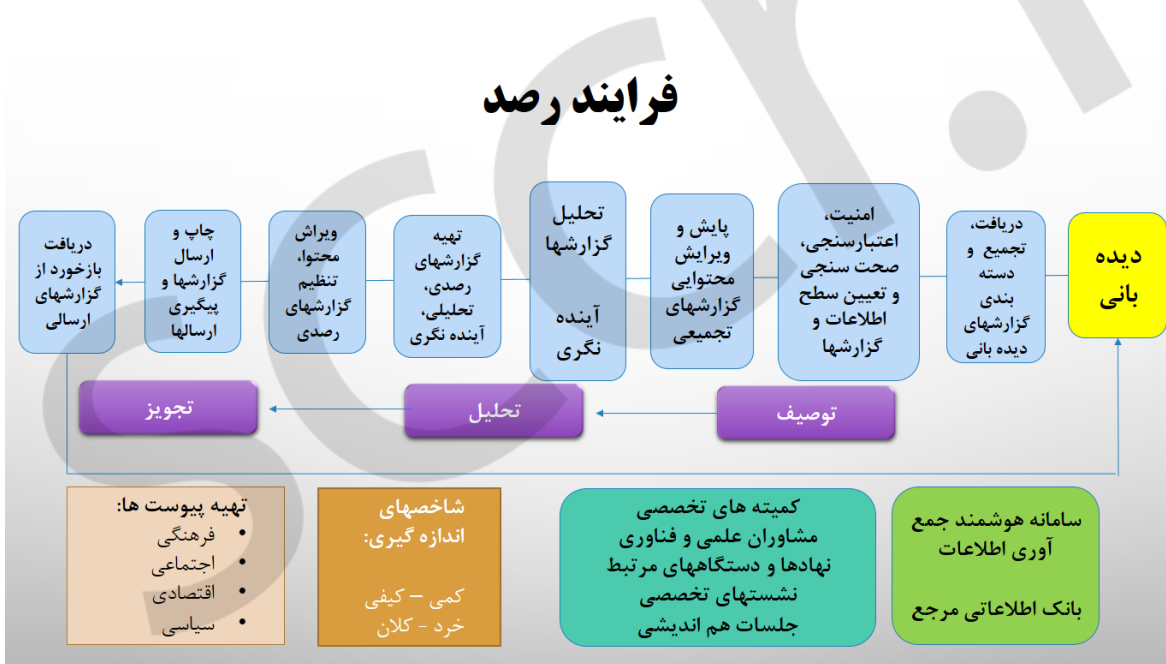 فرایند رصد
دیده
بانی
دریافت،
تجمیع و
دسته
بندی
گزارشهای
دیده بانی
امنیت،
اعتبارسنجی،
صحت سنجی
و تعیین سطح
اطلاعات و
گزارشها
پایش و
ویرایش
محتوایی
گزارشهای
تجمیعی
تحلیل
گزارشها
آینده
نگری
تهیه
گزارشهای
رصدی،
تحلیلی،
آینده نگری
ویراش
محتوا،
تنظیم
گزارشهای
رصدی
چاپ و
ارسال
گزارشها و
پیگیری
ارسالها
دریافت
بازخورد از
گزارشهای
ارسالی
توصیف
تحلیل
تجویز
سامانه هوشمند جمع
آوری اطلاعات
بانک اطلاعاتی مرجع
کمیته های تخصصی
مشاوران علمی و فناوری
نهادها و دستگاههای مرتبط
نشستهای تخصصی
جلسات هم اندیشی
شاخصهای
اندازه گیری:
کمی – کیفی
خرد - کلان
تهیه پیوست ها:
• فرهنگی
• اجتماعی
• اقتصادی
• سیاسی